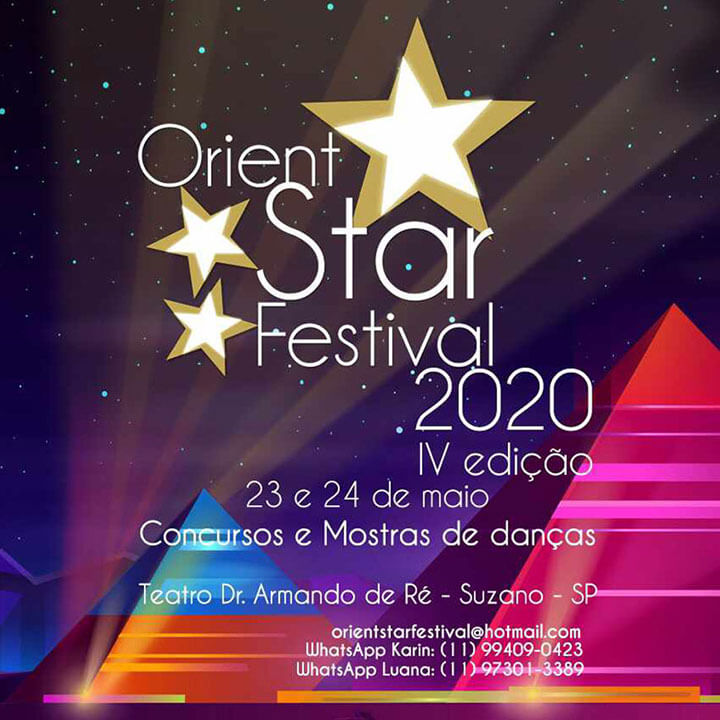 Orient
Star
Festival
2020
IV edição
23 e 24 de maio
Concursos e Mostras de danças
Teatro Dr. Armando de Ré - Suzano - SP
orientstarfestival@hotmail.com
WhatsApp Karin: (11) 99409-0423
WhatsApp Luana: (11) 97301-3389